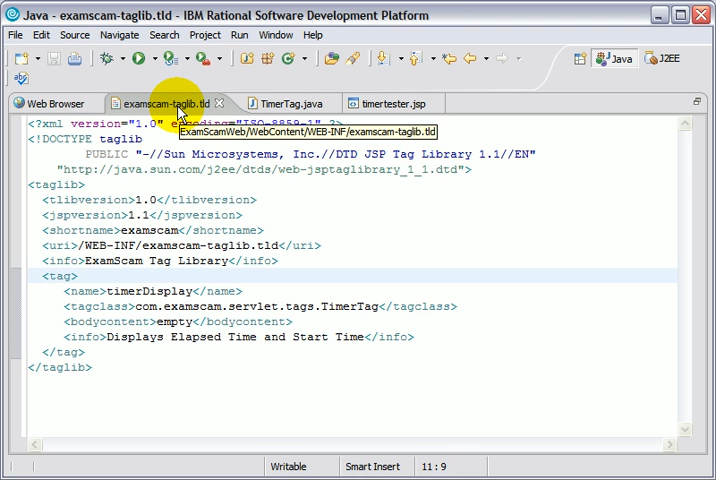 Java - examscam-taglib.tld - IBM Rational Software Development Platform
File Edit Source Navigate Search Project Run Window Help
Java J2EE
abc
Web Browser examscam-taglib.tld TimerTag.java timertester.jsp
<?xml version="1.0" encoding="ISO-8859-1" ?>
ExamScamWeb/WebContent/WEB-INF/examscam-taglib.tld
<!DOCTYPE taglib
PUBLIC "-//Sun Microsystems, Inc.//DTD JSP Tag Library 1.1//EN"
"http://java.sun.com/j2ee/dtds/web-jsptaglibrary_1_1.dtd">
<taglib>
<tlibversion>1.0</tlibversion>
<jspversion>1.1</jspversion>
<shortname>examscam</shortname>
<uri>/WEB-INF/examscam-taglib.tld</uri>
<info>ExamScam Tag Library</info>
<tag>
<name>timerDisplay</name>
<tagclass>com.examscam.servlet.tags.TimerTag</tagclass>
<bodycontent>empty</bodycontent>
<info>Displays Elapsed Time and Start Time</info>
</tag>
</taglib>
Writable Smart Insert 11 : 9